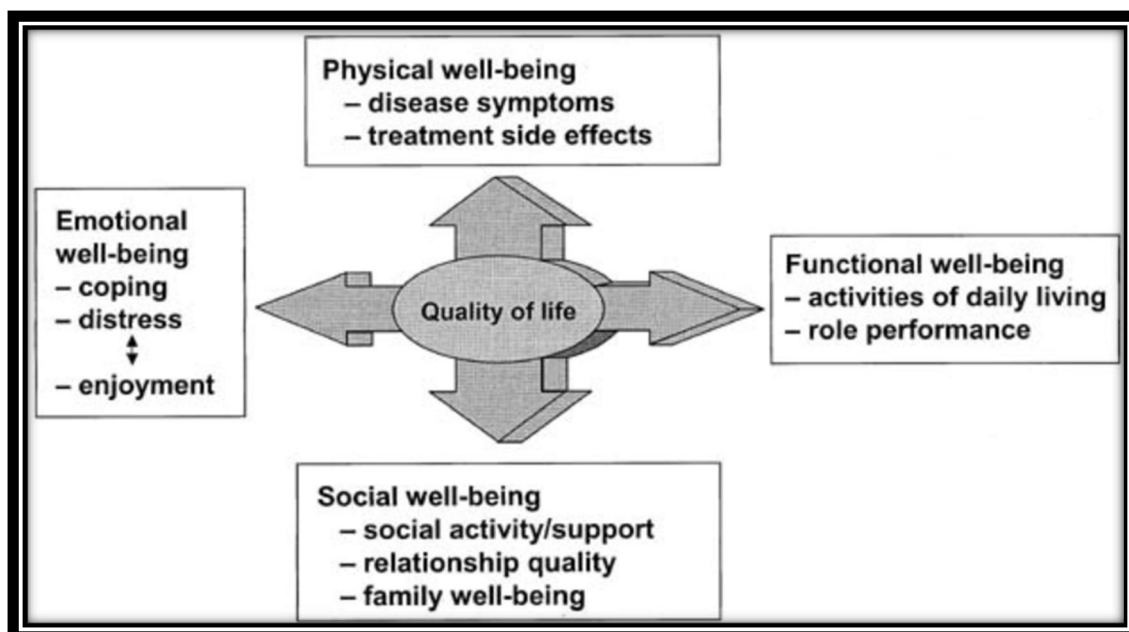 Physical well-being
– disease symptoms
– treatment side effects
Emotional
well-being
– coping
– distress
– enjoyment
Quality of life
Functional well-being
– activities of daily living
– role performance
Social well-being
– social activity/support
– relationship quality
– family well-being